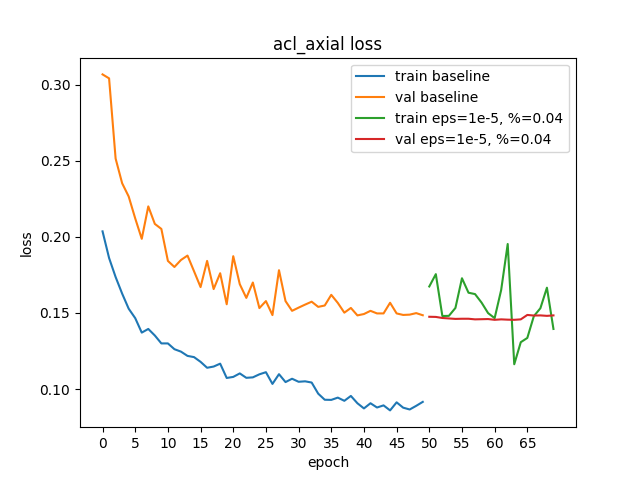 acl_axial loss
train baseline
val baseline
train eps=1e-5, %=0.04
val eps=1e-5, %=0.04
0.30
0.25
0.20
0.15
0.10
loss
0 5 10 15 20 25 30 35 40 45 50 55 60 65
epoch